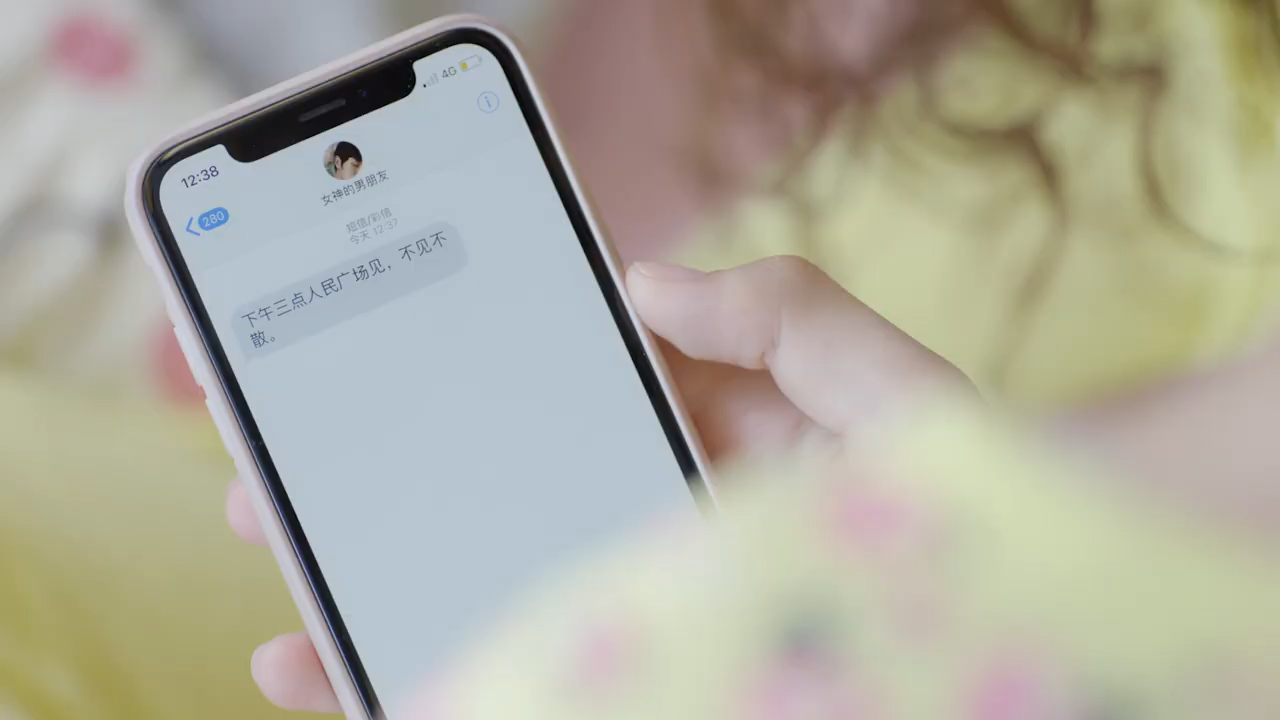 12:38
4G
280
女神的男朋友
短信/彩信
今天 12:37
下午三点人民广场见，不见不
散。